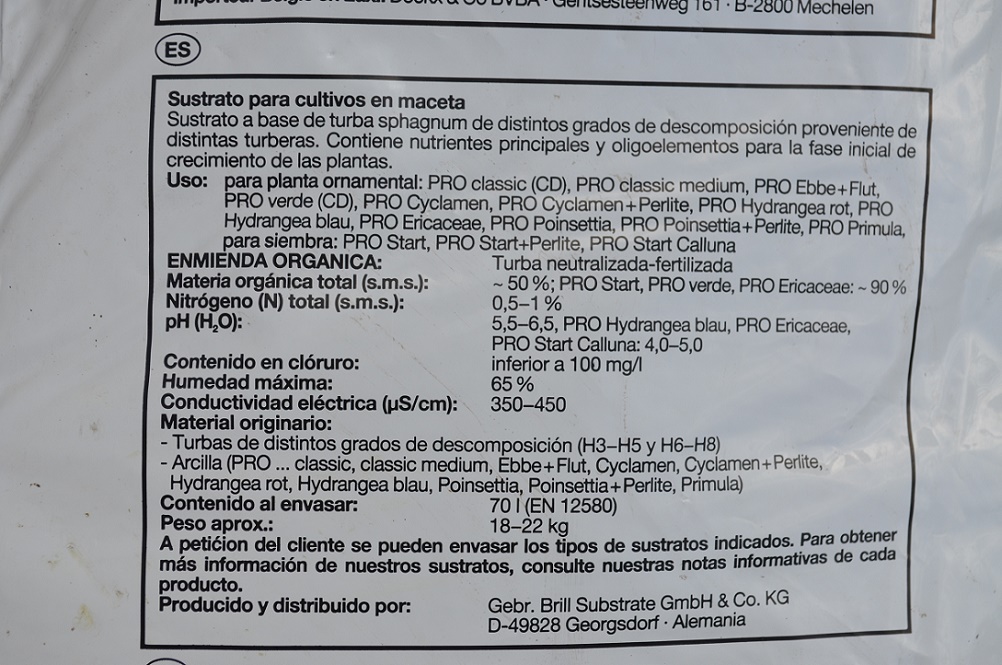 Gentsesteenweg 161 · B-2800 Mechelen
ES
Sustrato para cultivos en maceta
Sustrato a base de turba sphagnum de distintos grados de descomposición proveniente de
distintas turberas. Contiene nutrientes principales y oligoelementos para la fase inicial de
crecimiento de las plantas.
Uso: para planta ornamental: PRO classic (CD), PRO classic medium, PRO Ebbe+Flut,
PRO verde (CD), PRO Cyclamen, PRO Cyclamen+Perlite, PRO Hydrangea rot, PRO
Hydrangea blau, PRO Ericaceae, PRO Poinsettia, PRO Poinsettia+Perlite, PRO Primula,
para siembra: PRO Start, PRO Start+Perlite, PRO Start Calluna
ENMIENDA ORGANICA: Turba neutralizada-fertilizada
Materia orgánica total (s.m.s.): ~ 50 %; PRO Start, PRO verde, PRO Ericaceae: ~ 90 %
Nitrógeno (N) total (s.m.s.): 0,5–1 %
pH (H₂O): 5,5–6,5, PRO Hydrangea blau, PRO Ericaceae,
PRO Start Calluna: 4,0–5,0
Contenido en clóruro: inferior a 100 mg/l
Humedad máxima: 65 %
Conductividad eléctrica (µS/cm): 350–450
Material originario:
- Turbas de distintos grados de descomposición (H3–H5 y H6–H8)
- Arcilla (PRO ... classic, classic medium, Ebbe+Flut, Cyclamen, Cyclamen+Perlite,
Hydrangea rot, Hydrangea blau, Poinsettia, Poinsettia+Perlite, Primula)
Contenido al envasar: 70 l (EN 12580)
Peso aprox.: 18–22 kg
A petićion del cliente se pueden envasar los tipos de sustratos indicados. Para obtener
más información de nuestros sustratos, consulte nuestras notas informativas de cada
producto.
Producido y distribuido por: Gebr. Brill Substrate GmbH & Co. KG
D-49828 Georgsdorf · Alemania